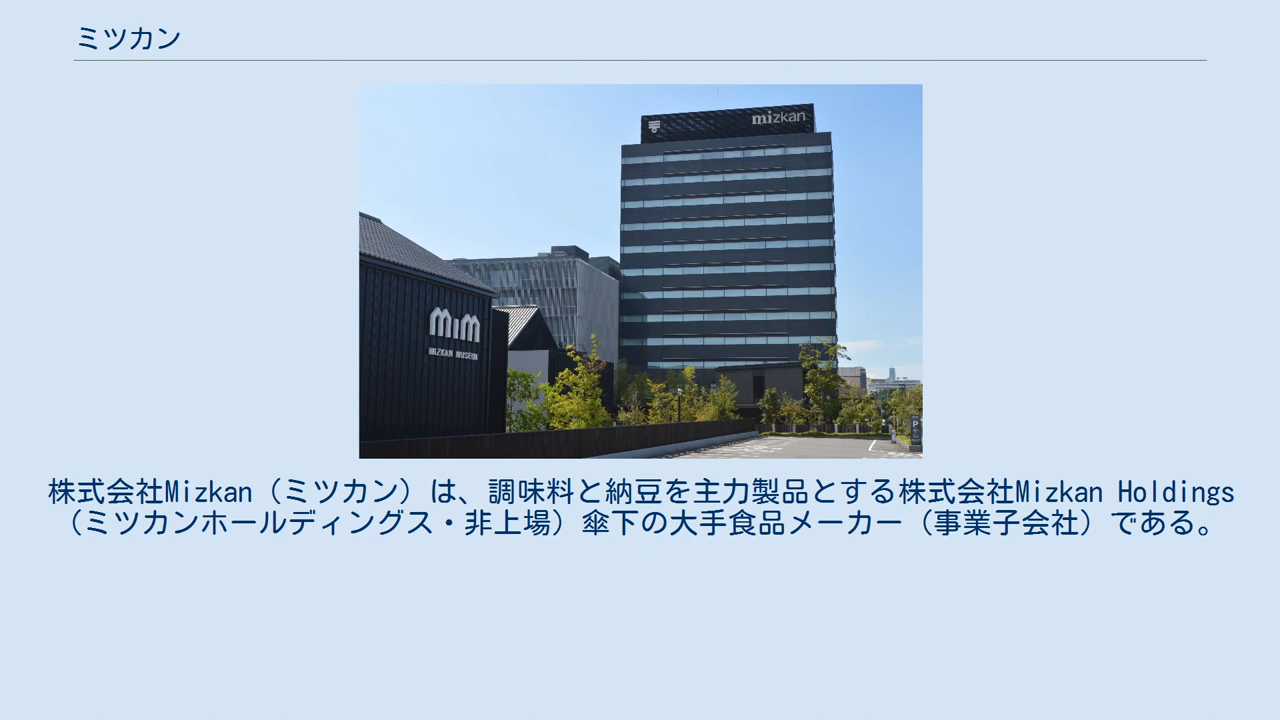 ミツカン
mizkan
MIM
MIZKAN MUSEUM
P
株式会社Mizkan（ミツカン）は、調味料と納豆を主力製品とする株式会社Mizkan Holdings
（ミツカンホールディングス・非上場）傘下の大手食品メーカー（事業子会社）である。